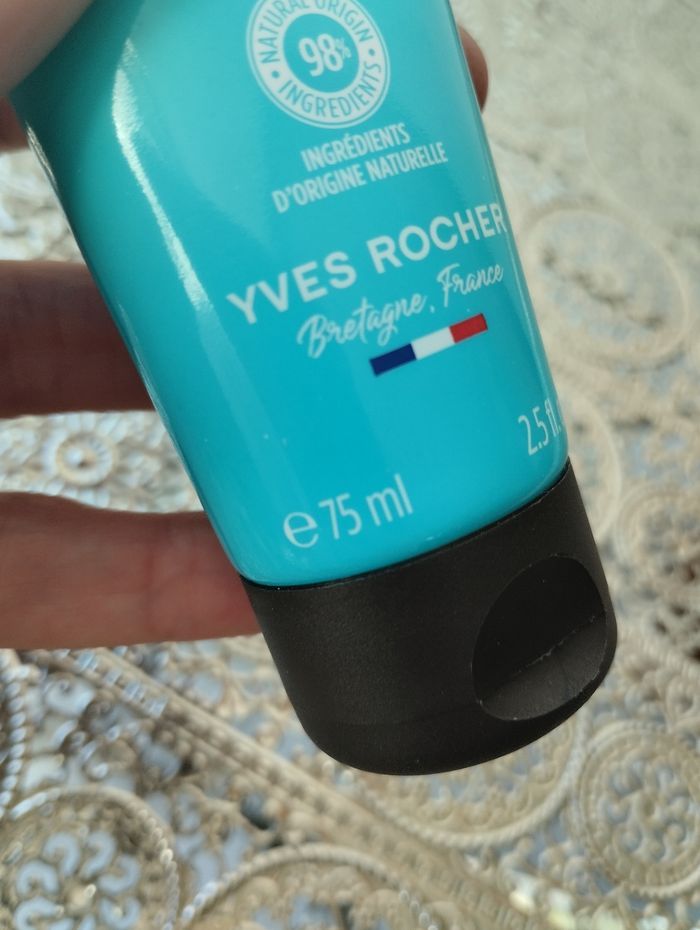 NATURAL ORIGIN
98%
INGREDIENTS
INGRÉDIENTS
D'ORIGINE NATURELLE
YVES ROCHER
Bretagne, France
2.5 fl.
e 75 ml